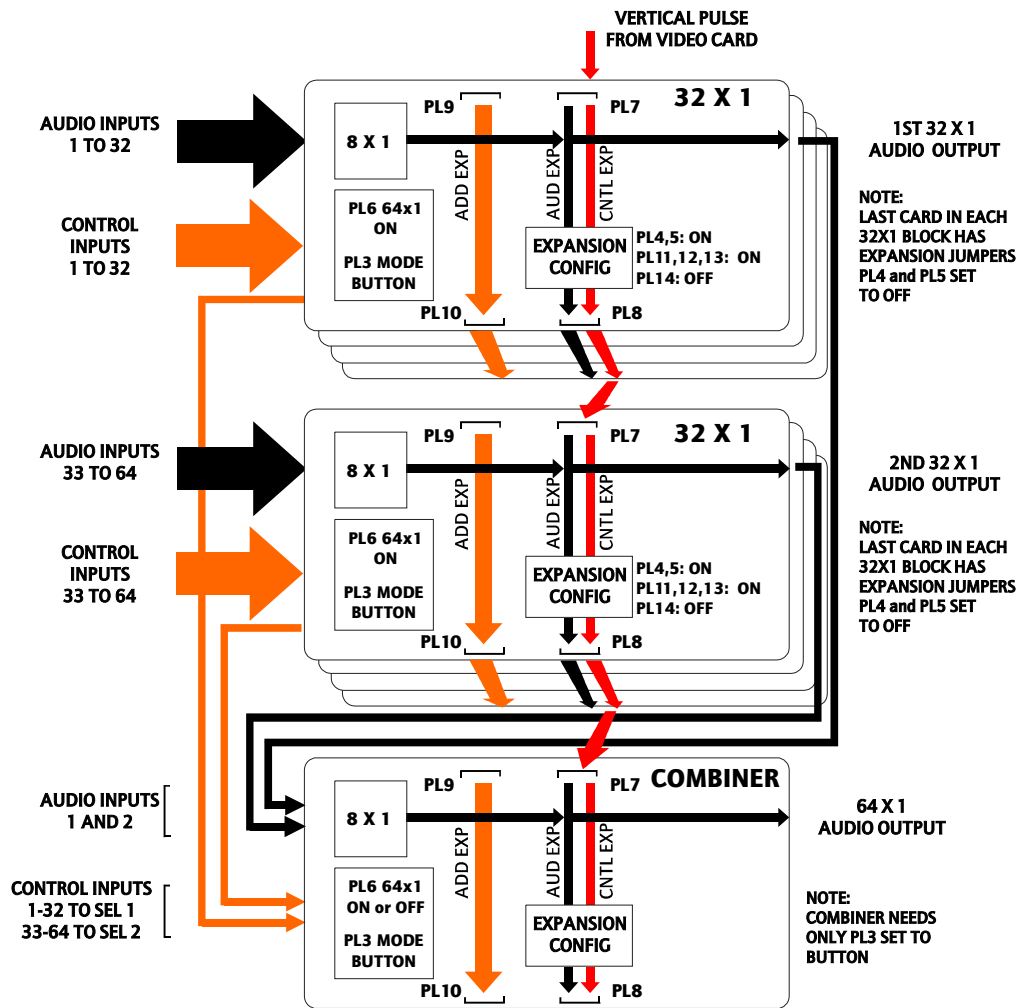 VERTICAL PULSE
FROM VIDEO CARD
AUDIO INPUTS
1 TO 32
CONTROL
INPUTS
1 TO 32
PL9
PL7
32 X 1
8 X 1
ADD EXP
AUD EXP
CNTL EXP
PL6 64x1
ON
PL3 MODE
BUTTON
EXPANSION
CONFIG
PL4,5: ON
PL11,12,13: ON
PL14: OFF
PL10
PL8
1ST 32 X 1
AUDIO OUTPUT
NOTE:
LAST CARD IN EACH
32X1 BLOCK HAS
EXPANSION JUMPERS
PL4 and PL5 SET
TO OFF
AUDIO INPUTS
33 TO 64
CONTROL
INPUTS
33 TO 64
PL9
PL7
32 X 1
8 X 1
ADD EXP
AUD EXP
CNTL EXP
PL6 64x1
ON
PL3 MODE
BUTTON
EXPANSION
CONFIG
PL4,5: ON
PL11,12,13: ON
PL14: OFF
PL10
PL8
2ND 32 X 1
AUDIO OUTPUT
NOTE:
LAST CARD IN EACH
32X1 BLOCK HAS
EXPANSION JUMPERS
PL4 and PL5 SET
TO OFF
AUDIO INPUTS
1 AND 2
CONTROL INPUTS
1-32 TO SEL 1
33-64 TO SEL 2
PL9
PL7
COMBINER
8 X 1
ADD EXP
AUD EXP
CNTL EXP
PL6 64x1
ON or OFF
PL3 MODE
BUTTON
EXPANSION
CONFIG
PL10
PL8
64 X 1
AUDIO OUTPUT
NOTE:
COMBINER NEEDS
ONLY PL3 SET TO
BUTTON